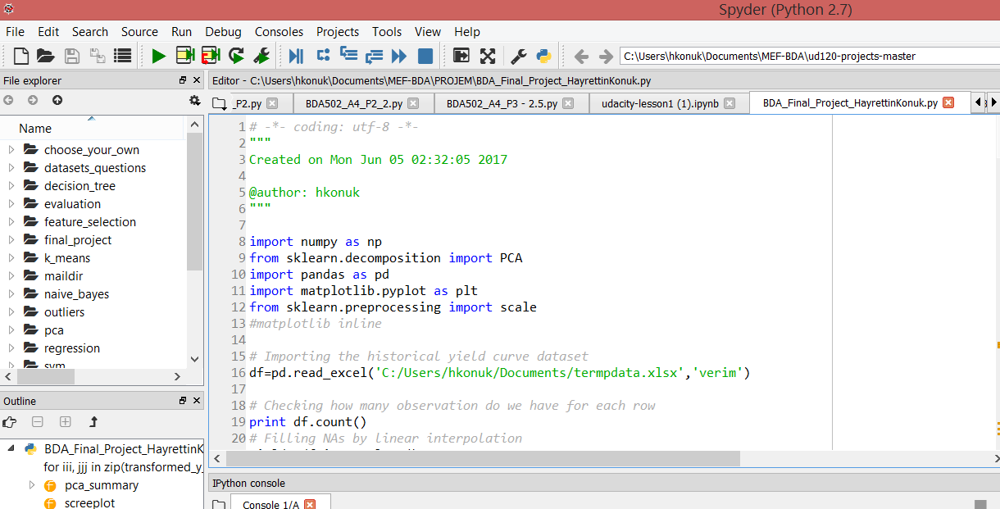 Spyder (Python 2.7)
File Edit Search Source Run Debug Consoles Projects Tools View Help
C:\Users\hkonuk\Documents\MEF-BDA\ud120-projects-master
File explorer
Name
choose_your_own
datasets_questions
decision_tree
evaluation
feature_selection
final_project
k_means
maildir
naive_bayes
outliers
pca
regression
svm
Outline
BDA_Final_Project_HayrettinK
for iii, jjj in zip(transformed_y_
pca_summary
screeplot
Editor - C:\Users\hkonuk\Documents\MEF-BDA\PROJEM\BDA_Final_Project_HayrettinKonuk.py
_P2.py BDA502_A4_P2_2.py BDA502_A4_P3 - 2.5.py udacity-lesson1 (1).ipynb BDA_Final_Project_HayrettinKonuk.py
1 # -*- coding: utf-8 -*-
2 """
3 Created on Mon Jun 05 02:32:05 2017
4
5 @author: hkonuk
6 """
7
8 import numpy as np
9 from sklearn.decomposition import PCA
10 import pandas as pd
11 import matplotlib.pyplot as plt
12 from sklearn.preprocessing import scale
13 #matplotlib inline
14
15 # Importing the historical yield curve dataset
16 df=pd.read_excel('C:/Users/hkonuk/Documents/termpdata.xlsx','verim')
17
18 # Checking how many observation do we have for each row
19 print df.count()
20 # Filling NAs by linear interpolation
IPython console
Console 1/A